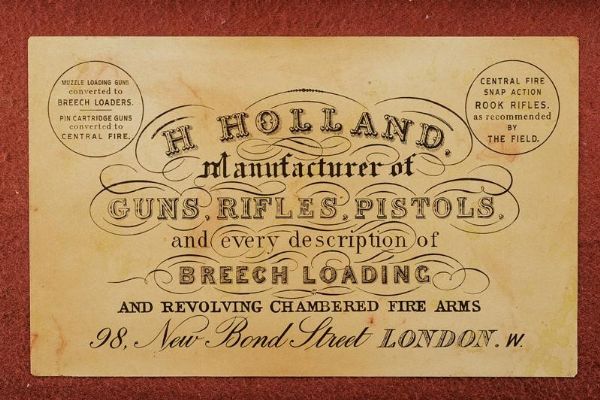 MUZZLE LOADING GUNS
converted to
BREECH LOADERS.
PIN CARTRIDGE GUNS
converted to
CENTRAL FIRE.
CENTRAL FIRE
SNAP ACTION
ROOK RIFLES.
as recommended
BY
THE FIELD.
H HOLLAND.
Manufacturer of
GUNS, RIFLES, PISTOLS,
and every description of
BREECH LOADING
AND REVOLVING CHAMBERED FIRE ARMS
98, New Bond Street LONDON. W.